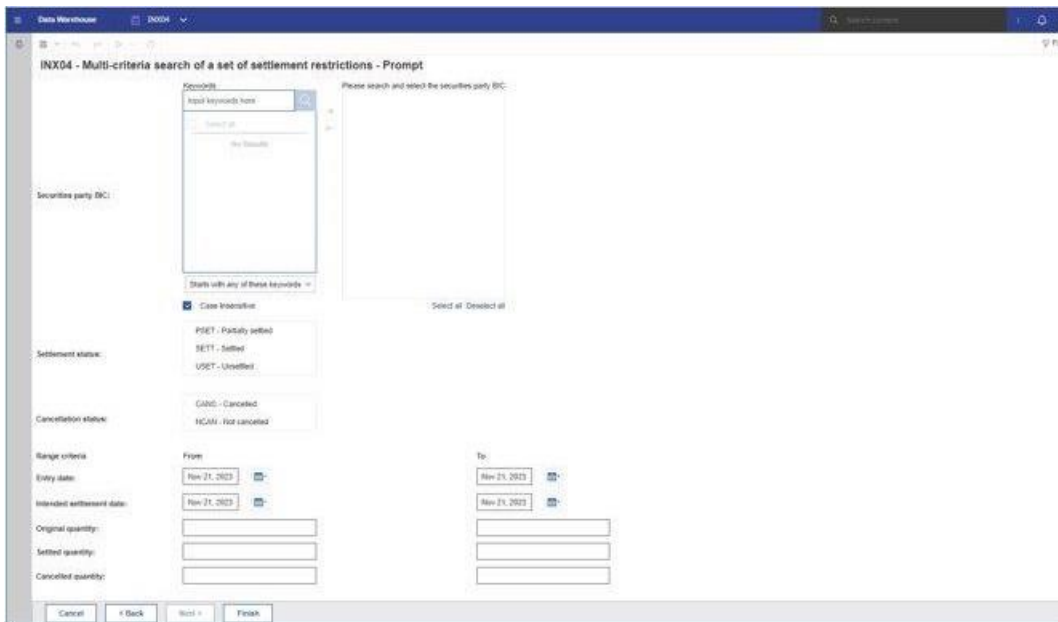 Data Warehouse INX04
Search content
INX04 - Multi-criteria search of a set of settlement restrictions - Prompt
Keywords:
Please search and select the securities party BIC:
Input keywords here
Select all
No Results
Securities party BIC:
Starts with any of these keywords
Case Insensitive
Select all Deselect all
PSET - Partially settled
Settlement status:
SETT - Settled
USET - Unsettled
CANS - Cancelled
Cancellation status:
NCAN - Not cancelled
Range criteria From To
Entry date: Nov 21, 2023 Nov 21, 2023
Intended settlement date: Nov 21, 2023 Nov 21, 2023
Original quantity:
Settled quantity:
Cancelled quantity:
Cancel < Back Next > Finish